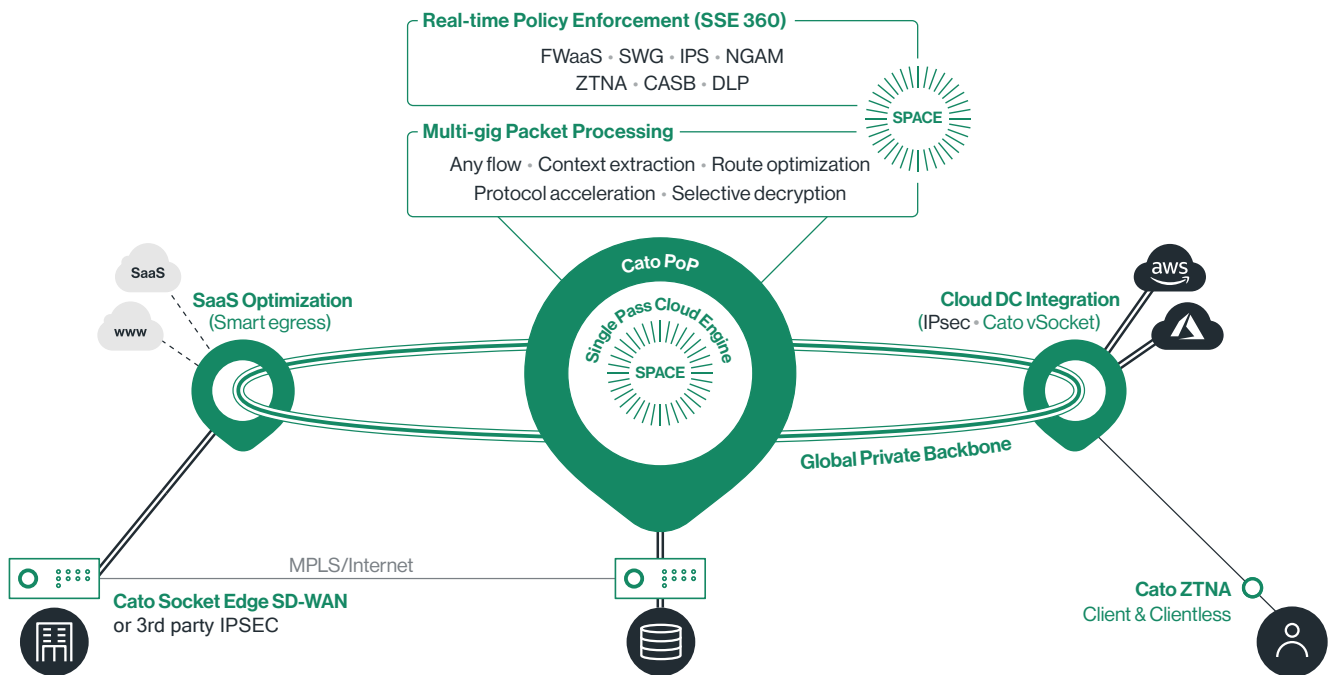 Real-time Policy Enforcement (SSE 360)
FWaaS • SWG • IPS • NGAM
ZTNA • CASB • DLP
SPACE
Multi-gig Packet Processing
Any flow • Context extraction • Route optimization
Protocol acceleration • Selective decryption
Cato PoP
Single Pass Cloud Engine
SPACE
SaaS
www
SaaS Optimization
(Smart egress)
aws
Cloud DC Integration
(IPsec • Cato vSocket)
Global Private Backbone
MPLS/Internet
Cato Socket Edge SD-WAN
or 3rd party IPSEC
Cato ZTNA
Client & Clientless